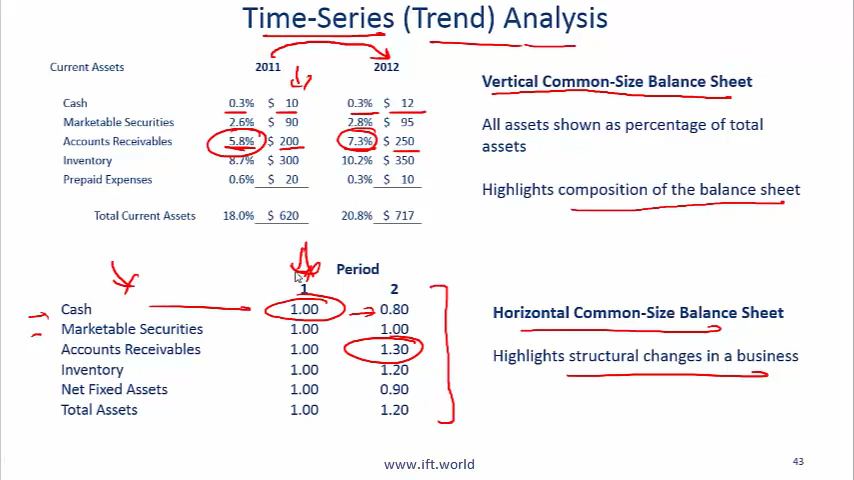 Time-Series (Trend) Analysis
Current Assets 2011 2012
Cash 0.3% $ 10 0.3% $ 12
Marketable Securities 2.6% $ 90 2.8% $ 95
Accounts Receivables 5.8% $ 200 7.3% $ 250
Inventory 8.7% $ 300 10.2% $ 350
Prepaid Expenses 0.6% $ 20 0.3% $ 10
Total Current Assets 18.0% $ 620 20.8% $ 717
Vertical Common-Size Balance Sheet
All assets shown as percentage of total
assets
Highlights composition of the balance sheet
Period
1 2
Cash 1.00 0.80
Marketable Securities 1.00 1.00
Accounts Receivables 1.00 1.30
Inventory 1.00 1.20
Net Fixed Assets 1.00 0.90
Total Assets 1.00 1.20
Horizontal Common-Size Balance Sheet
Highlights structural changes in a business
www.ift.world
43